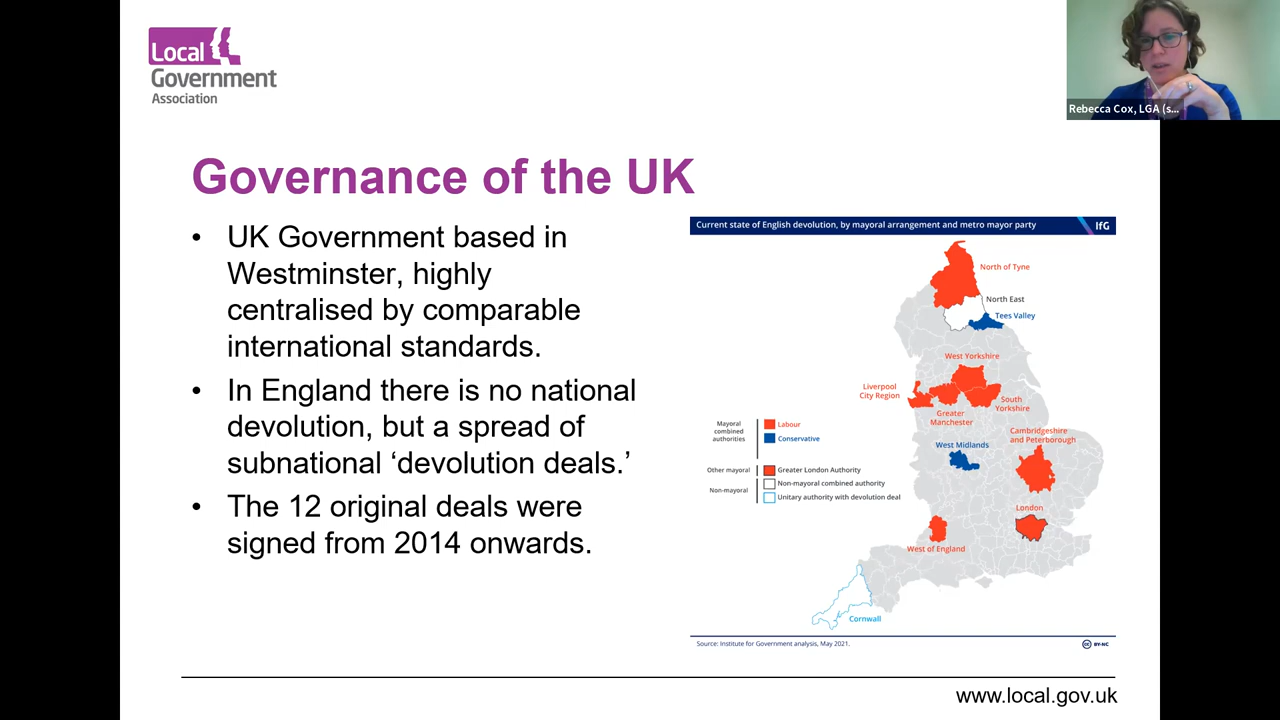 Local
Government
Association
Rebecca Cox, LGA (s...
Governance of the UK
• UK Government based in
Westminster, highly
centralised by comparable
international standards.
• In England there is no national
devolution, but a spread of
subnational ‘devolution deals.’
• The 12 original deals were
signed from 2014 onwards.
Current state of English devolution, by mayoral arrangement and metro mayor party
IfG
North of Tyne
North East
Tees Valley
West Yorkshire
Liverpool
City Region
South
Yorkshire
Greater
Manchester
Cambridgeshire
and Peterborough
West Midlands
London
West of England
Cornwall
Mayoral
combined
authorities
Labour
Conservative
Other mayoral
Greater London Authority
Non-mayoral
Non-mayoral combined authority
Unitary authority with devolution deal
Source: Institute for Government analysis, May 2021.
cc BY-NC
www.local.gov.uk